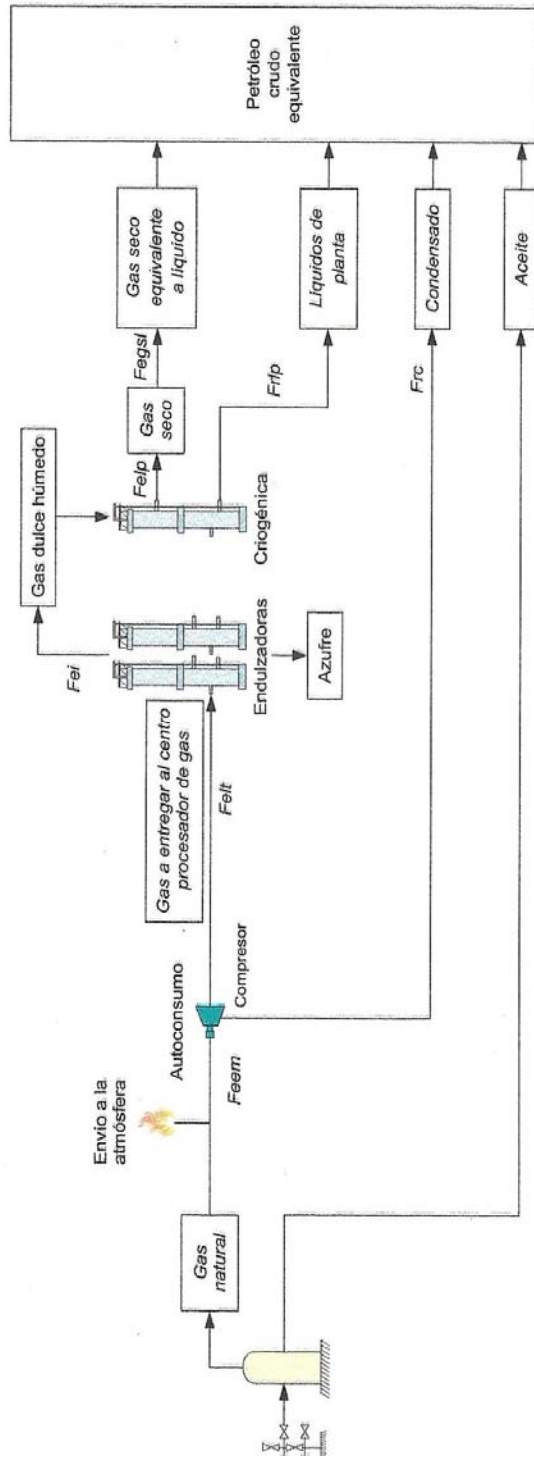 Envio a la
atmósfera
Gas
natural
Feem
Autoconsumo
Compresor
Gas a entregar al centro
procesador de gas
Felt
Endulzadoras
Azufre
Fei
Gas dulce húmedo
Criogénica
Felp
Gas
seco
Fegsl
Gas seco
equivalente
a líquido
Frlp
Líquidos de
planta
Frc
Condensado
Aceite
Petróleo
crudo
equivalente